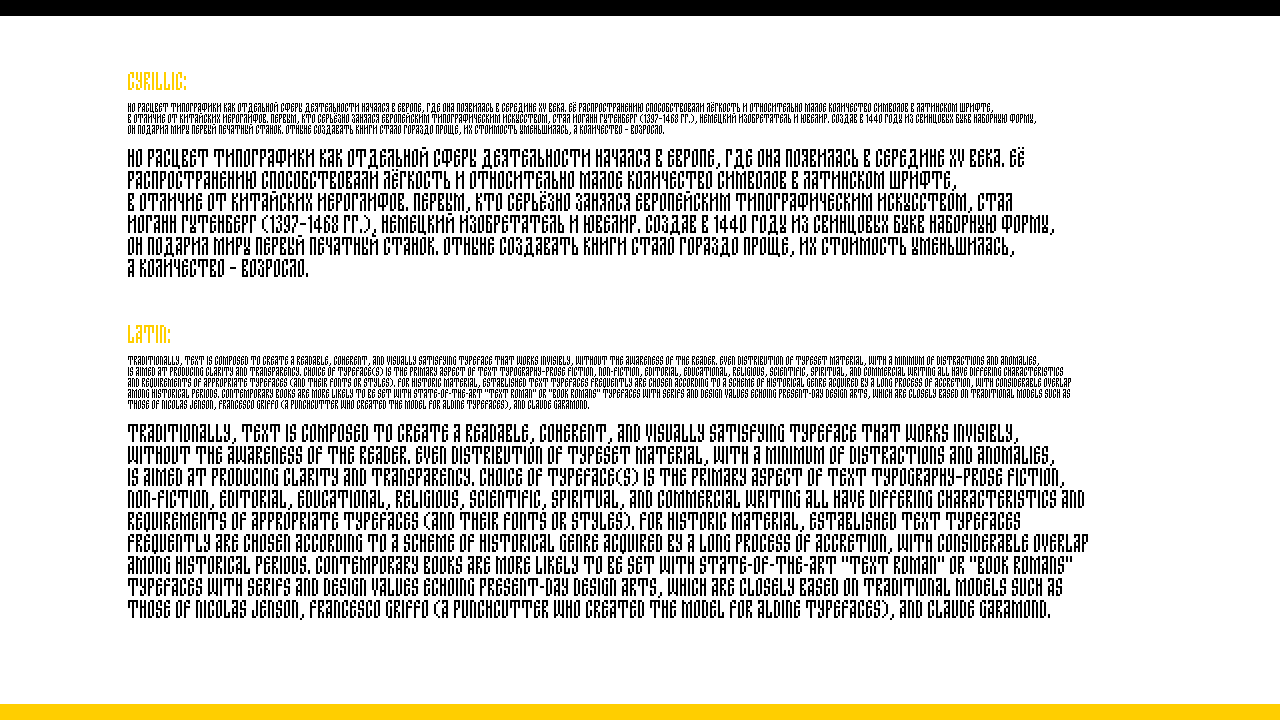 CYRILLIC:
НО РАСЦВЕТ ТИПОГРАФИКИ КАК ОТДЕЛЬНОЙ СФЕРЫ ДЕЯТЕЛЬНОСТИ НАЧАЛСЯ В ЕВРОПЕ, ГДЕ ОНА ПОЯВИЛАСЬ В СЕРЕДИНЕ XV ВЕКА. ЕЁ РАСПРОСТРАНЕНИЮ СПОСОБСТВОВАЛИ ЛЁГКОСТЬ И ОТНОСИТЕЛЬНО МАЛОЕ КОЛИЧЕСТВО СИМВОЛОВ В ЛАТИНСКОМ ШРИФТЕ,
В ОТЛИЧИЕ ОТ КИТАЙСКИХ ИЕРОГЛИФОВ. ПЕРВЫМ, КТО СЕРЬЁЗНО ЗАНЯЛСЯ ЕВРОПЕЙСКИМ ТИПОГРАФИЧЕСКИМ ИСКУССТВОМ, СТАЛ ИОГАНН ГУТЕНБЕРГ (1397-1468 ГГ.), НЕМЕЦКИЙ ИЗОБРЕТАТЕЛЬ И ЮВЕЛИР. СОЗДАВ В 1440 ГОДУ ИЗ СВИНЦОВЫХ БУКВ НАБОРНУЮ ФОРМУ,
ОН ПОДАРИЛ МИРУ ПЕРВЫЙ ПЕЧАТНЫЙ СТАНОК. ОТНЫНЕ СОЗДАВАТЬ КНИГИ СТАЛО ГОРАЗДО ПРОЩЕ, ИХ СТОИМОСТЬ УМЕНЬШИЛАСЬ, А КОЛИЧЕСТВО - ВОЗРОСЛО.
НО РАСЦВЕТ ТИПОГРАФИКИ КАК ОТДЕЛЬНОЙ СФЕРЫ ДЕЯТЕЛЬНОСТИ НАЧАЛСЯ В ЕВРОПЕ, ГДЕ ОНА ПОЯВИЛАСЬ В СЕРЕДИНЕ XV ВЕКА. ЕЁ
РАСПРОСТРАНЕНИЮ СПОСОБСТВОВАЛИ ЛЁГКОСТЬ И ОТНОСИТЕЛЬНО МАЛОЕ КОЛИЧЕСТВО СИМВОЛОВ В ЛАТИНСКОМ ШРИФТЕ,
В ОТЛИЧИЕ ОТ КИТАЙСКИХ ИЕРОГЛИФОВ. ПЕРВЫМ, КТО СЕРЬЁЗНО ЗАНЯЛСЯ ЕВРОПЕЙСКИМ ТИПОГРАФИЧЕСКИМ ИСКУССТВОМ, СТАЛ
ИОГАНН ГУТЕНБЕРГ (1397-1468 ГГ.), НЕМЕЦКИЙ ИЗОБРЕТАТЕЛЬ И ЮВЕЛИР. СОЗДАВ В 1440 ГОДУ ИЗ СВИНЦОВЫХ БУКВ НАБОРНУЮ ФОРМУ,
ОН ПОДАРИЛ МИРУ ПЕРВЫЙ ПЕЧАТНЫЙ СТАНОК. ОТНЫНЕ СОЗДАВАТЬ КНИГИ СТАЛО ГОРАЗДО ПРОЩЕ, ИХ СТОИМОСТЬ УМЕНЬШИЛАСЬ,
А КОЛИЧЕСТВО - ВОЗРОСЛО.
LATIN:
TRADITIONALLY, TEXT IS COMPOSED TO CREATE A READABLE, COHERENT, AND VISUALLY SATISFYING TYPEFACE THAT WORKS INVISIBLY, WITHOUT THE AWARENESS OF THE READER. EVEN DISTRIBUTION OF TYPESET MATERIAL, WITH A MINIMUM OF DISTRACTIONS AND ANOMALIES,
IS AIMED AT PRODUCING CLARITY AND TRANSPARENCY. CHOICE OF TYPEFACE(S) IS THE PRIMARY ASPECT OF TEXT TYPOGRAPHY-PROSE FICTION, NON-FICTION, EDITORIAL, EDUCATIONAL, RELIGIOUS, SCIENTIFIC, SPIRITUAL, AND COMMERCIAL WRITING ALL HAVE DIFFERING CHARACTERISTICS
AND REQUIREMENTS OF APPROPRIATE TYPEFACES (AND THEIR FONTS OR STYLES). FOR HISTORIC MATERIAL, ESTABLISHED TEXT TYPEFACES FREQUENTLY ARE CHOSEN ACCORDING TO A SCHEME OF HISTORICAL GENRE ACQUIRED BY A LONG PROCESS OF ACCRETION, WITH CONSIDERABLE OVERLAP
AMONG HISTORICAL PERIODS. CONTEMPORARY BOOKS ARE MORE LIKELY TO BE SET WITH STATE-OF-THE-ART "TEXT ROMAN" OR "BOOK ROMANS" TYPEFACES WITH SERIFS AND DESIGN VALUES ECHOING PRESENT-DAY DESIGN ARTS, WHICH ARE CLOSELY BASED ON TRADITIONAL MODELS SUCH AS
THOSE OF NICOLAS JENSON, FRANCESCO GRIFFO (A PUNCHCUTTER WHO CREATED THE MODEL FOR ALDINE TYPEFACES), AND CLAUDE GARAMOND.
TRADITIONALLY, TEXT IS COMPOSED TO CREATE A READABLE, COHERENT, AND VISUALLY SATISFYING TYPEFACE THAT WORKS INVISIBLY,
WITHOUT THE AWARENESS OF THE READER. EVEN DISTRIBUTION OF TYPESET MATERIAL, WITH A MINIMUM OF DISTRACTIONS AND ANOMALIES,
IS AIMED AT PRODUCING CLARITY AND TRANSPARENCY. CHOICE OF TYPEFACE(S) IS THE PRIMARY ASPECT OF TEXT TYPOGRAPHY-PROSE FICTION,
NON-FICTION, EDITORIAL, EDUCATIONAL, RELIGIOUS, SCIENTIFIC, SPIRITUAL, AND COMMERCIAL WRITING ALL HAVE DIFFERING CHARACTERISTICS AND
REQUIREMENTS OF APPROPRIATE TYPEFACES (AND THEIR FONTS OR STYLES). FOR HISTORIC MATERIAL, ESTABLISHED TEXT TYPEFACES
FREQUENTLY ARE CHOSEN ACCORDING TO A SCHEME OF HISTORICAL GENRE ACQUIRED BY A LONG PROCESS OF ACCRETION, WITH CONSIDERABLE OVERLAP
AMONG HISTORICAL PERIODS. CONTEMPORARY BOOKS ARE MORE LIKELY TO BE SET WITH STATE-OF-THE-ART "TEXT ROMAN" OR "BOOK ROMANS"
TYPEFACES WITH SERIFS AND DESIGN VALUES ECHOING PRESENT-DAY DESIGN ARTS, WHICH ARE CLOSELY BASED ON TRADITIONAL MODELS SUCH AS
THOSE OF NICOLAS JENSON, FRANCESCO GRIFFO (A PUNCHCUTTER WHO CREATED THE MODEL FOR ALDINE TYPEFACES), AND CLAUDE GARAMOND.